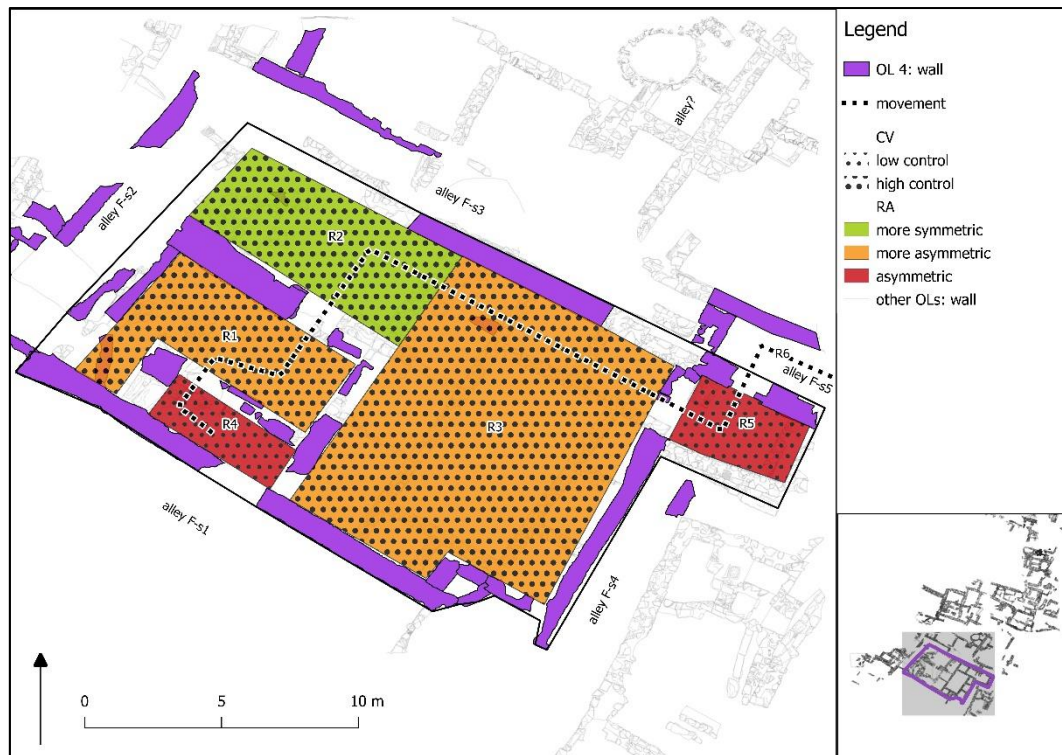 alley F-s2
alley F-s3
alley?
R2
R1
R4
R3
R6
alley F-s5
R5
alley F-s1
alley F-s4
0 5 10 m
Legend
OL 4: wall
movement
CV
low control
high control
RA
more symmetric
more asymmetric
asymmetric
other OLs: wall